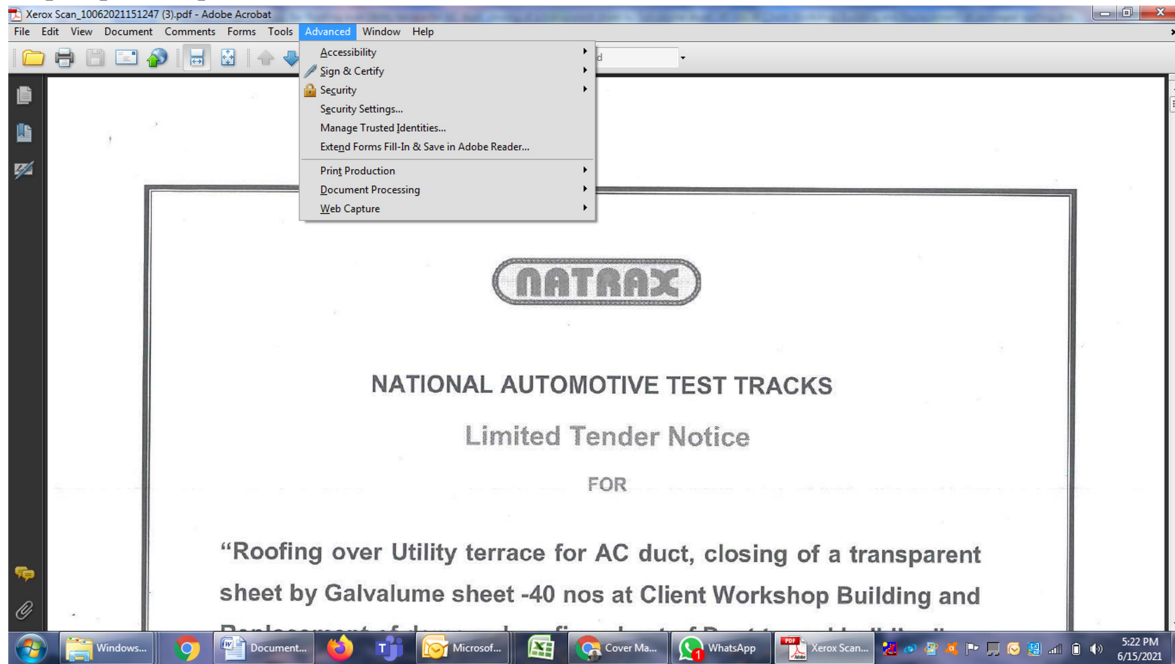 Xerox Scan_10062021151247 (3).pdf - Adobe Acrobat
File Edit View Document Comments Forms Tools Advanced Window Help
Accessibility
Sign & Certify
Security
Security Settings...
Manage Trusted Identities...
Extend Forms Fill-In & Save in Adobe Reader...
Print Production
Document Processing
Web Capture
NATRAX
NATIONAL AUTOMOTIVE TEST TRACKS
Limited Tender Notice
FOR
“Roofing over Utility terrace for AC duct, closing of a transparent
sheet by Galvalume sheet -40 nos at Client Workshop Building and
Windows... Document... Microsof... Cover Ma... WhatsApp Xerox Scan... 5:22 PM
6/15/2021